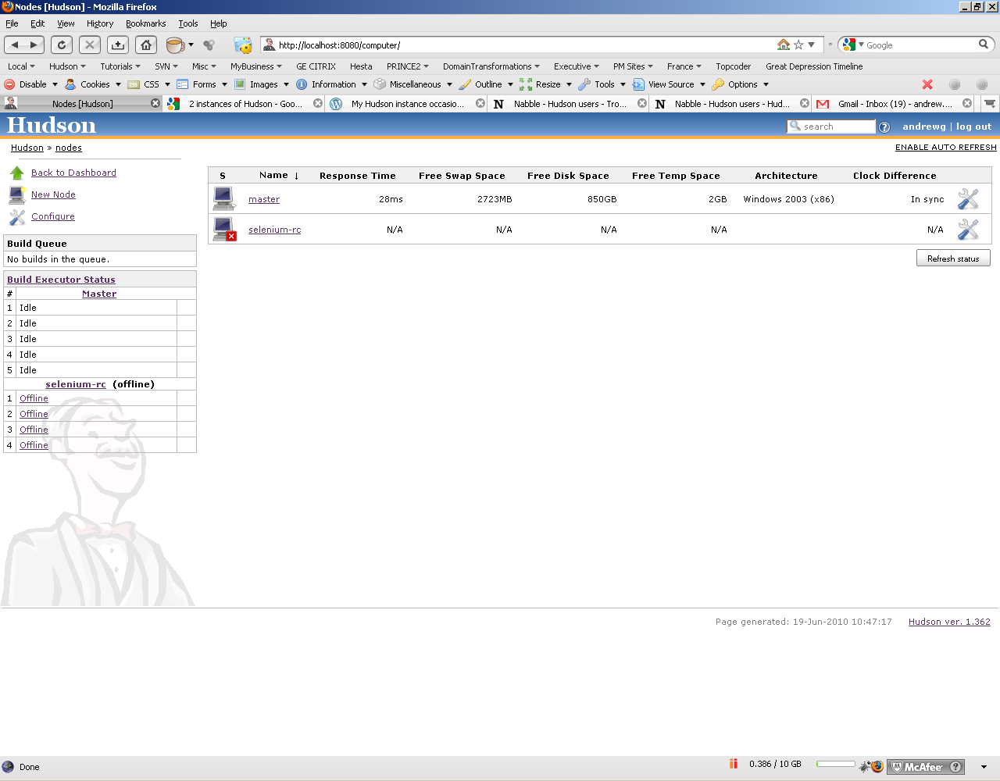 Nodes [Hudson] - Mozilla Firefox
File Edit View History Bookmarks Tools Help
http://localhost:8080/computer/ Google
Local Hudson Tutorials SVN Misc MyBusiness GE CITRIX Hesta PRINCE2 DomainTransformations Executive PM Sites France Topcoder Great Depression Timeline
Disable Cookies CSS Forms Images Information Miscellaneous Outline Resize Tools View Source Options
Nodes [Hudson] 2 instances of Hudson - Goo... My Hudson instance occasio... Nabble - Hudson users - Tro... Nabble - Hudson users - Hud... Gmail - Inbox (19) - andrew....
Hudson search andrewg | log out
Hudson » nodes ENABLE AUTO REFRESH
Back to Dashboard
New Node
Configure
Build Queue
No builds in the queue.
Build Executor Status
# Master
1 Idle
2 Idle
3 Idle
4 Idle
5 Idle
selenium-rc (offline)
1 Offline
2 Offline
3 Offline
4 Offline
S Name ↓ Response Time Free Swap Space Free Disk Space Free Temp Space Architecture Clock Difference
master 28ms 2723MB 850GB 2GB Windows 2003 (x86) In sync
selenium-rc N/A N/A N/A N/A N/A
Refresh status
Page generated: 19-Jun-2010 10:47:17 Hudson ver. 1.362
Done 0.386 / 10 GB McAfee